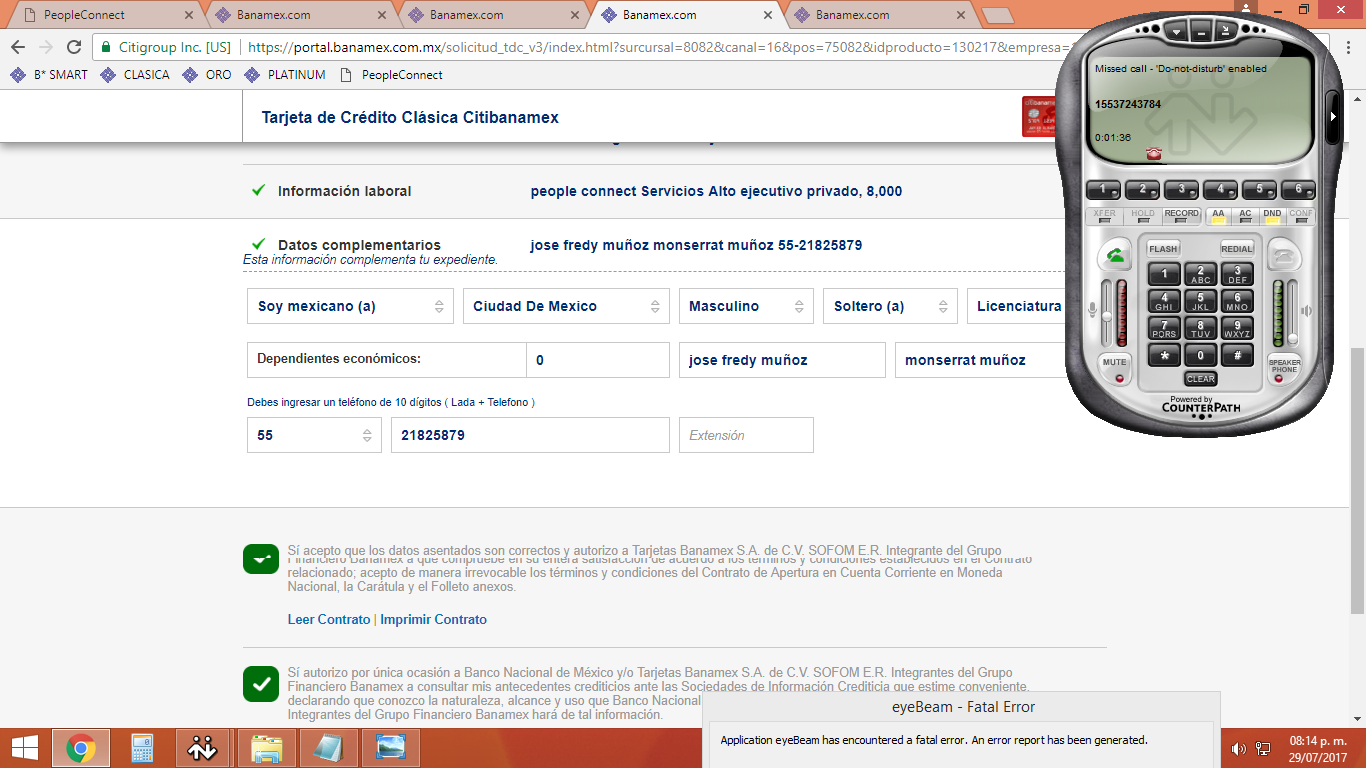 PeopleConnect
Banamex.com
Banamex.com
Banamex.com
Banamex.com
Citigroup Inc. [US]
https://portal.banamex.com.mx/solicitud_tdc_v3/index.html?surcursal=8082&canal=16&pos=75082&idproducto=130217&empresa=
B* SMART
CLASICA
ORO
PLATINUM
PeopleConnect
Tarjeta de Crédito Clásica Citibanamex
Información laboral
people connect Servicios Alto ejecutivo privado, 8,000
Datos complementarios
jose fredy muñoz monserrat muñoz 55-21825879
Esta información complementa tu expediente.
Soy mexicano (a)
Ciudad De Mexico
Masculino
Soltero (a)
Licenciatura
Dependientes económicos:
0
jose fredy muñoz
monserrat muñoz
Debes ingresar un teléfono de 10 dígitos ( Lada + Telefono )
55
21825879
Extensión
Sí acepto que los datos asentados son correctos y autorizo a Tarjetas Banamex S.A. de C.V. SOFOM E.R. Integrante del Grupo
Financiero Banamex a que compruebe en su entera satisfacción de acuerdo a los términos y condiciones establecidos en el Contrato
relacionado; acepto de manera irrevocable los términos y condiciones del Contrato de Apertura en Cuenta Corriente en Moneda
Nacional, la Carátula y el Folleto anexos.
Leer Contrato | Imprimir Contrato
Sí autorizo por única ocasión a Banco Nacional de México y/o Tarjetas Banamex S.A. de C.V. SOFOM E.R. Integrantes del Grupo
Financiero Banamex a consultar mis antecedentes crediticios ante las Sociedades de Información Crediticia que estime conveniente,
declarando que conozco la naturaleza, alcance y uso que Banco Nacional
Integrantes del Grupo Financiero Banamex hará de tal información.
Missed call - 'Do-not-disturb' enabled
15537243784
0:01:36
1 2 3 4 5 6
XFER HOLD RECORD AA AC DND CONF
FLASH REDIAL
1 2 ABC 3 DEF
4 GHI 5 JKL 6 MNO
7 PQRS 8 TUV 9 WXYZ
* 0 #
MUTE
SPEAKER PHONE
CLEAR
Powered by
COUNTERPATH
eyeBeam - Fatal Error
Application eyeBeam has encountered a fatal error. An error report has been generated.
08:14 p. m.
29/07/2017